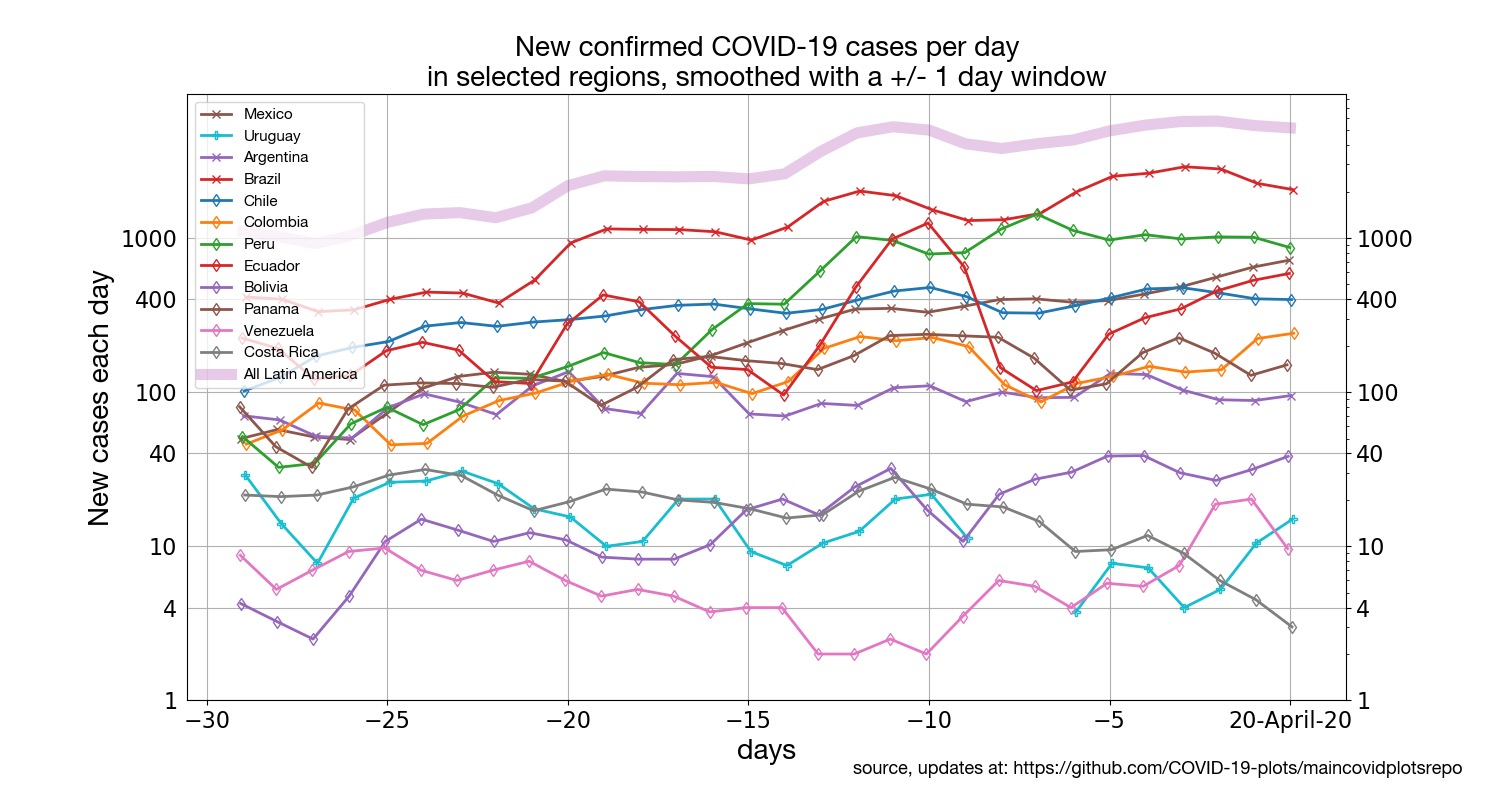 New confirmed COVID-19 cases per day
in selected regions, smoothed with a +/- 1 day window
Mexico
Uruguay
Argentina
Brazil
Chile
Colombia
Peru
Ecuador
Bolivia
Panama
Venezuela
Costa Rica
All Latin America
New cases each day
1000
400
100
40
10
4
1
1000
400
100
40
10
4
1
−30
−25
−20
−15
−10
−5
20-April-20
days
source, updates at: https://github.com/COVID-19-plots/maincovidplotsrepo